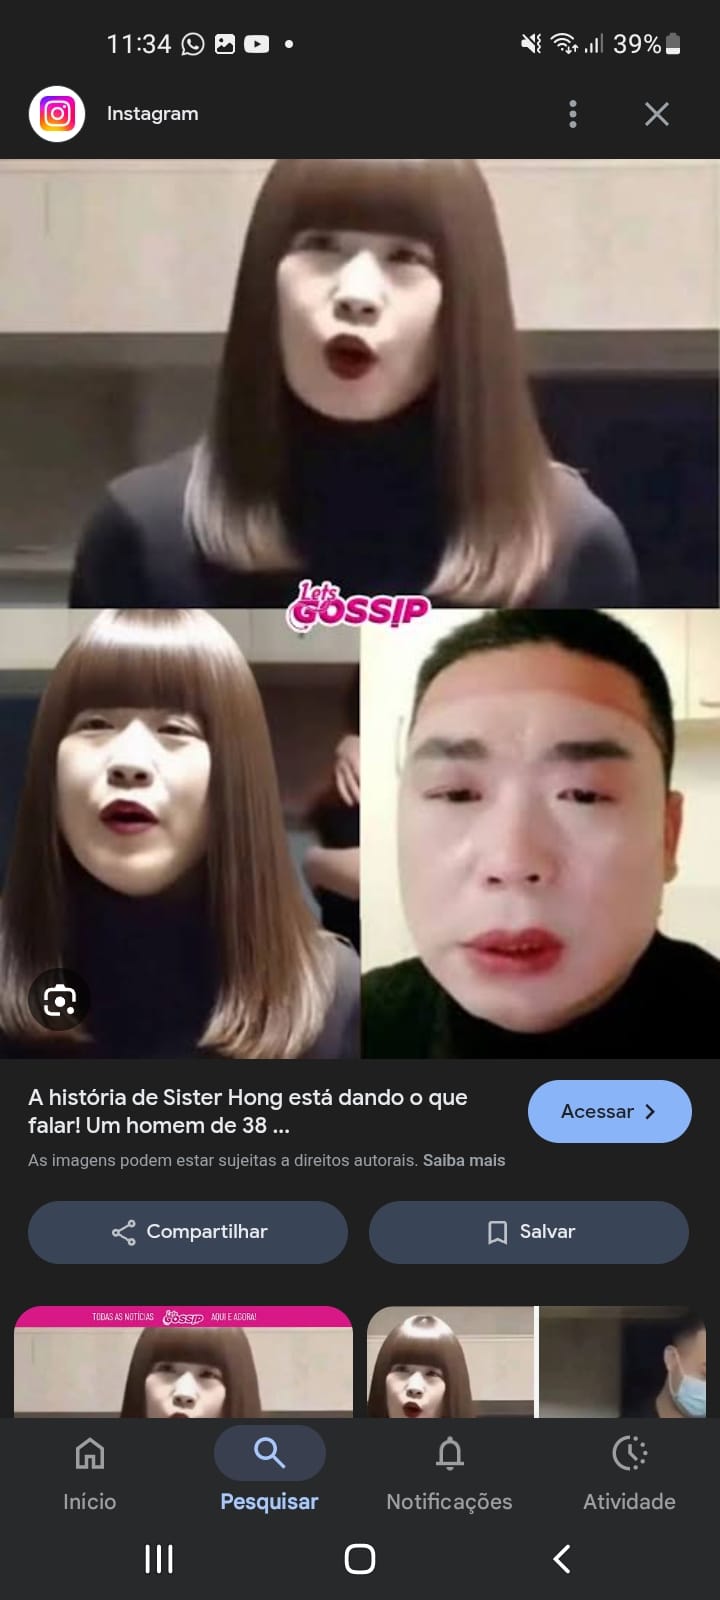 11:34
39%
Instagram
Lets
GOSSIP
A história de Sister Hong está dando o que
falar! Um homem de 38 ...
Acessar
As imagens podem estar sujeitas a direitos autorais. Saiba mais
Compartilhar
Salvar
TODAS AS NOTÍCIAS Lets GOSSIP AQUI E AGORA!
Início
Pesquisar
Notificações
Atividade